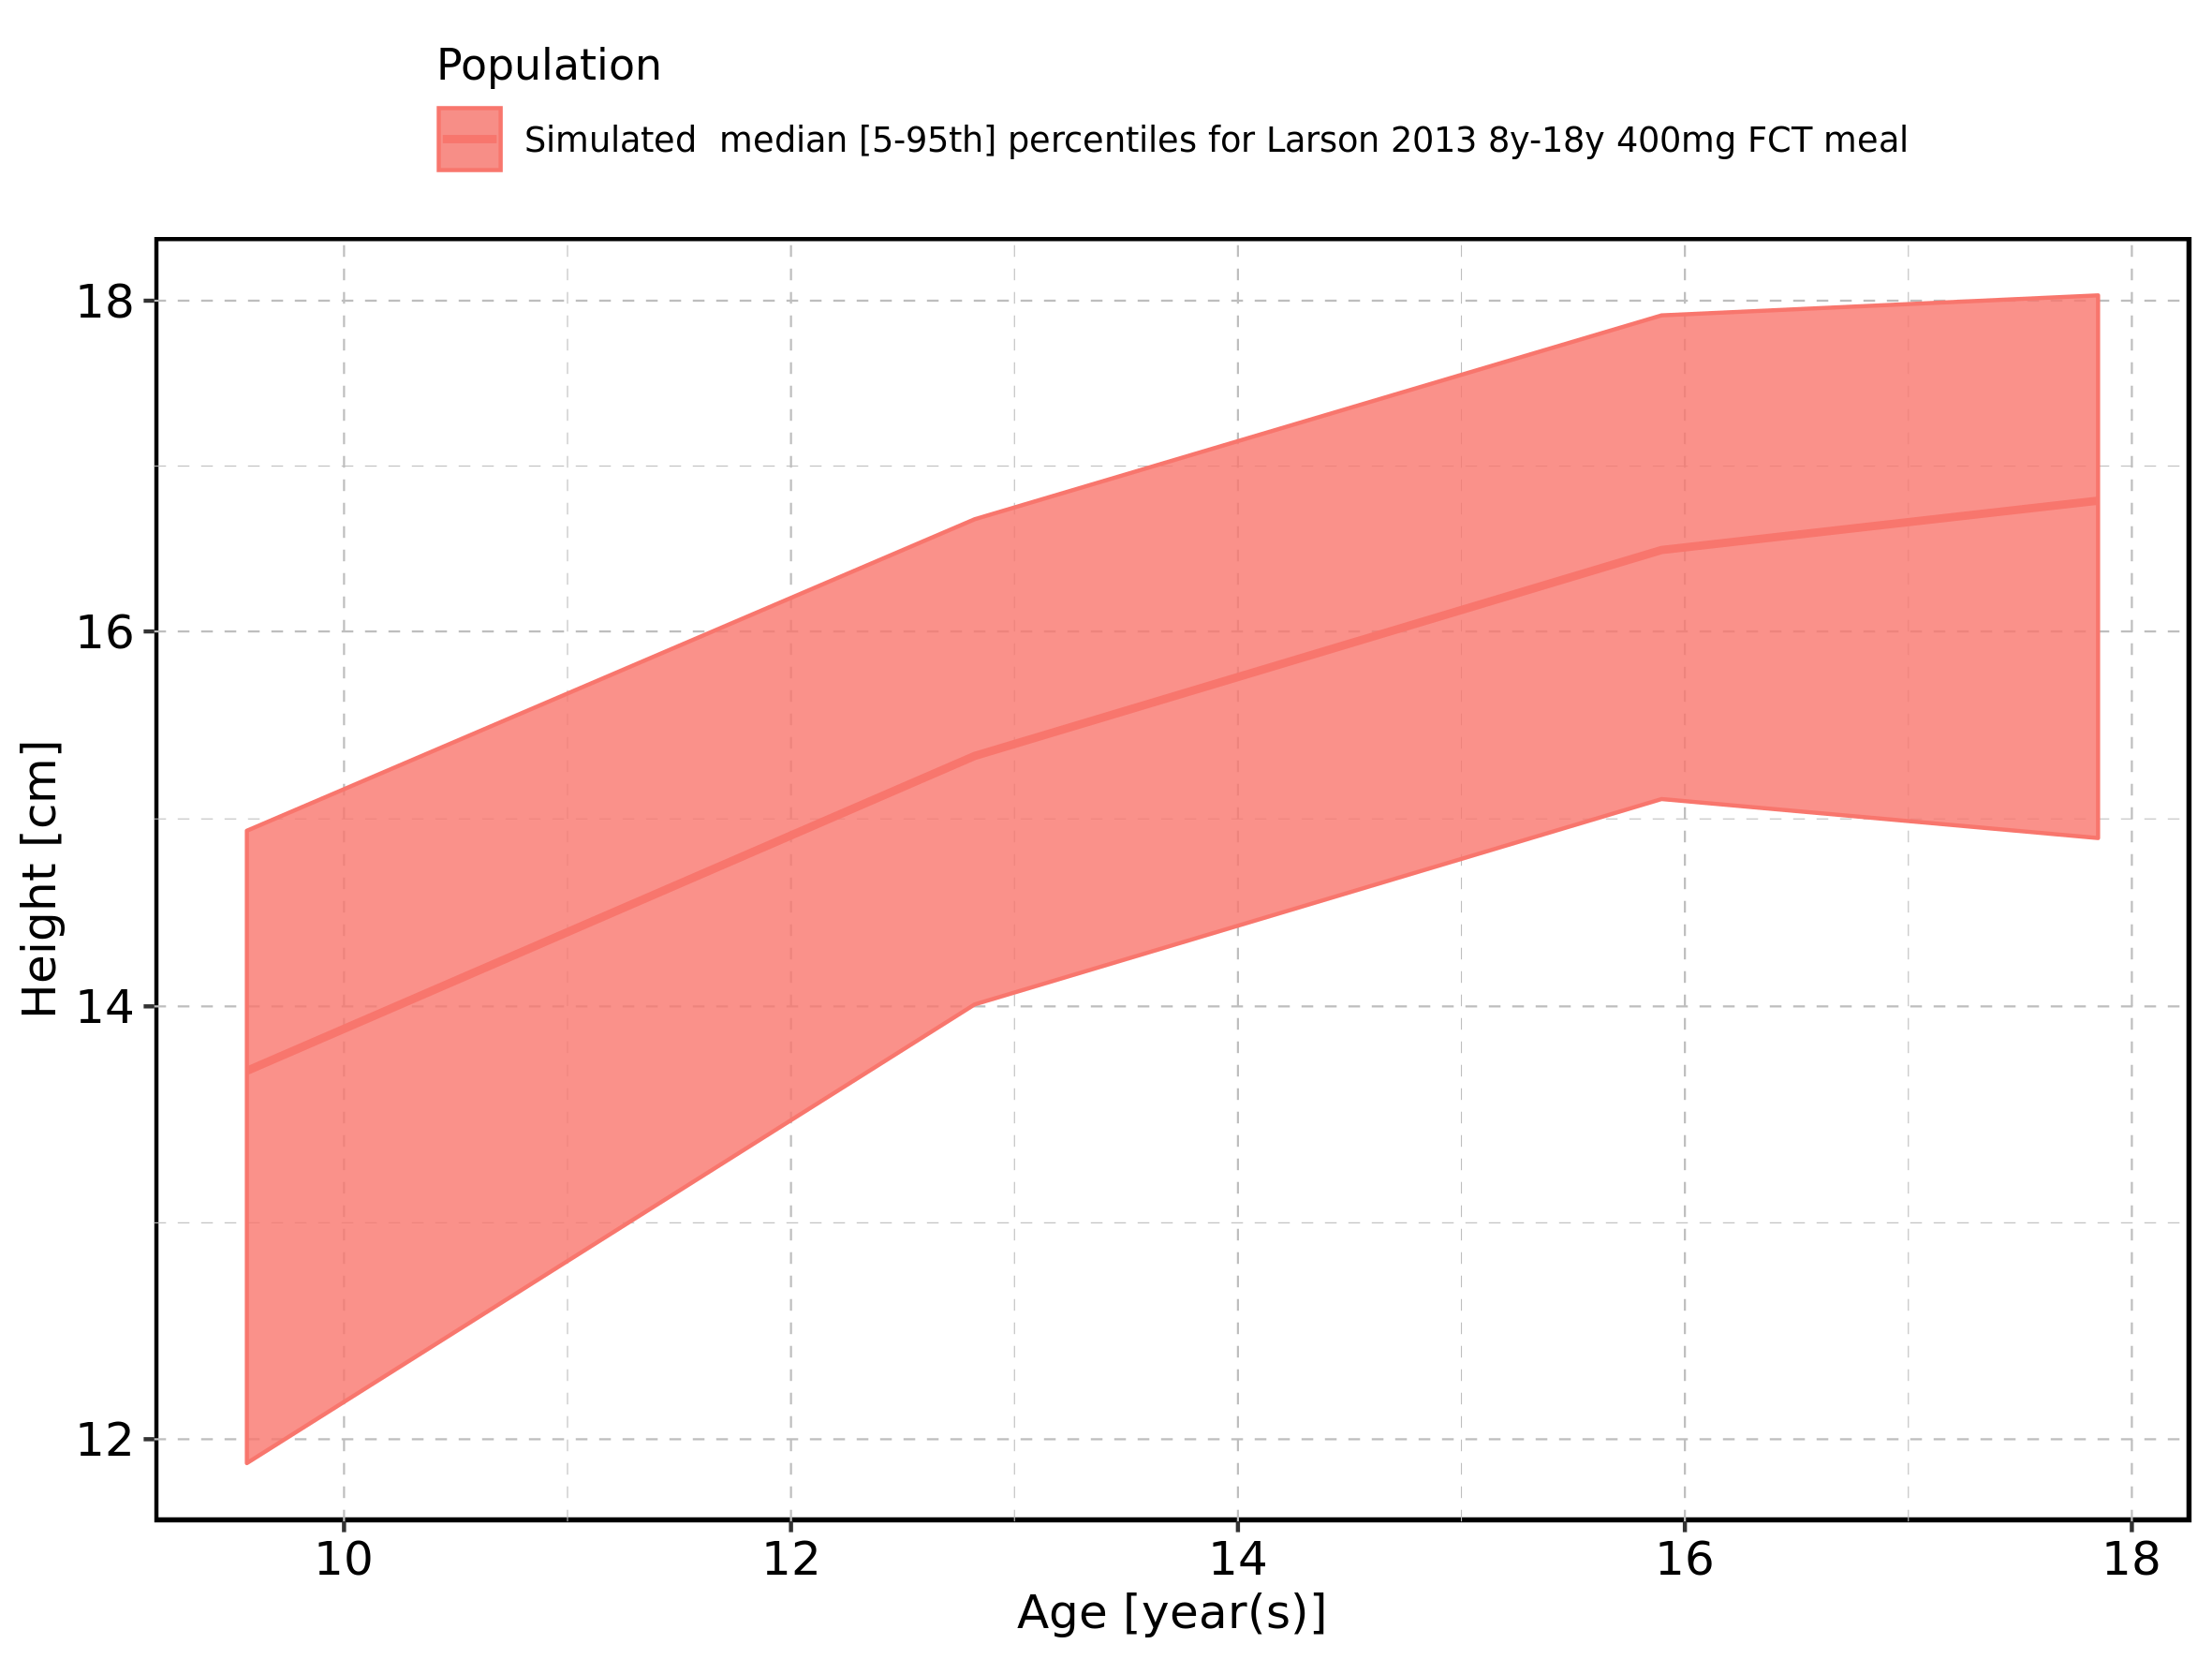 Population
Simulated  median [5-95th] percentiles for Larson 2013 8y-18y 400mg FCT meal
18
16
14
12
Height [cm]
10 12 14 16 18
Age [year(s)]